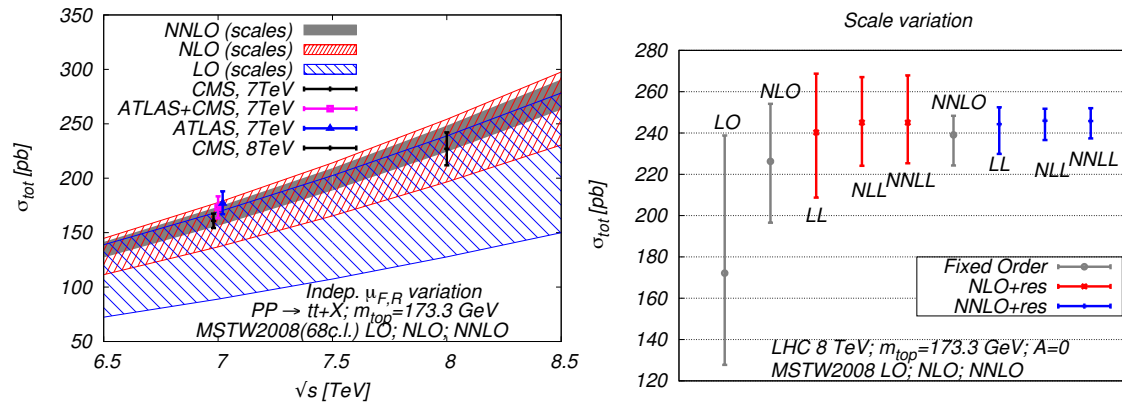 350
300
250
200
150
100
50
σtot [pb]
NNLO (scales)
NLO (scales)
LO (scales)
CMS, 7TeV
ATLAS+CMS, 7TeV
ATLAS, 7TeV
CMS, 8TeV
Indep. μF,R variation
PP → tt+X; mtop=173.3 GeV
MSTW2008(68c.l.) LO; NLO; NNLO
6.5 7 7.5 8 8.5
√s [TeV]
Scale variation
280
260
240
220
200
180
160
140
120
σtot [pb]
LO
NLO
LL
NLL
NNLL
NNLO
LL
NLL
NNLL
Fixed Order
NLO+res
NNLO+res
LHC 8 TeV; mtop=173.3 GeV; A=0
MSTW2008 LO; NLO; NNLO